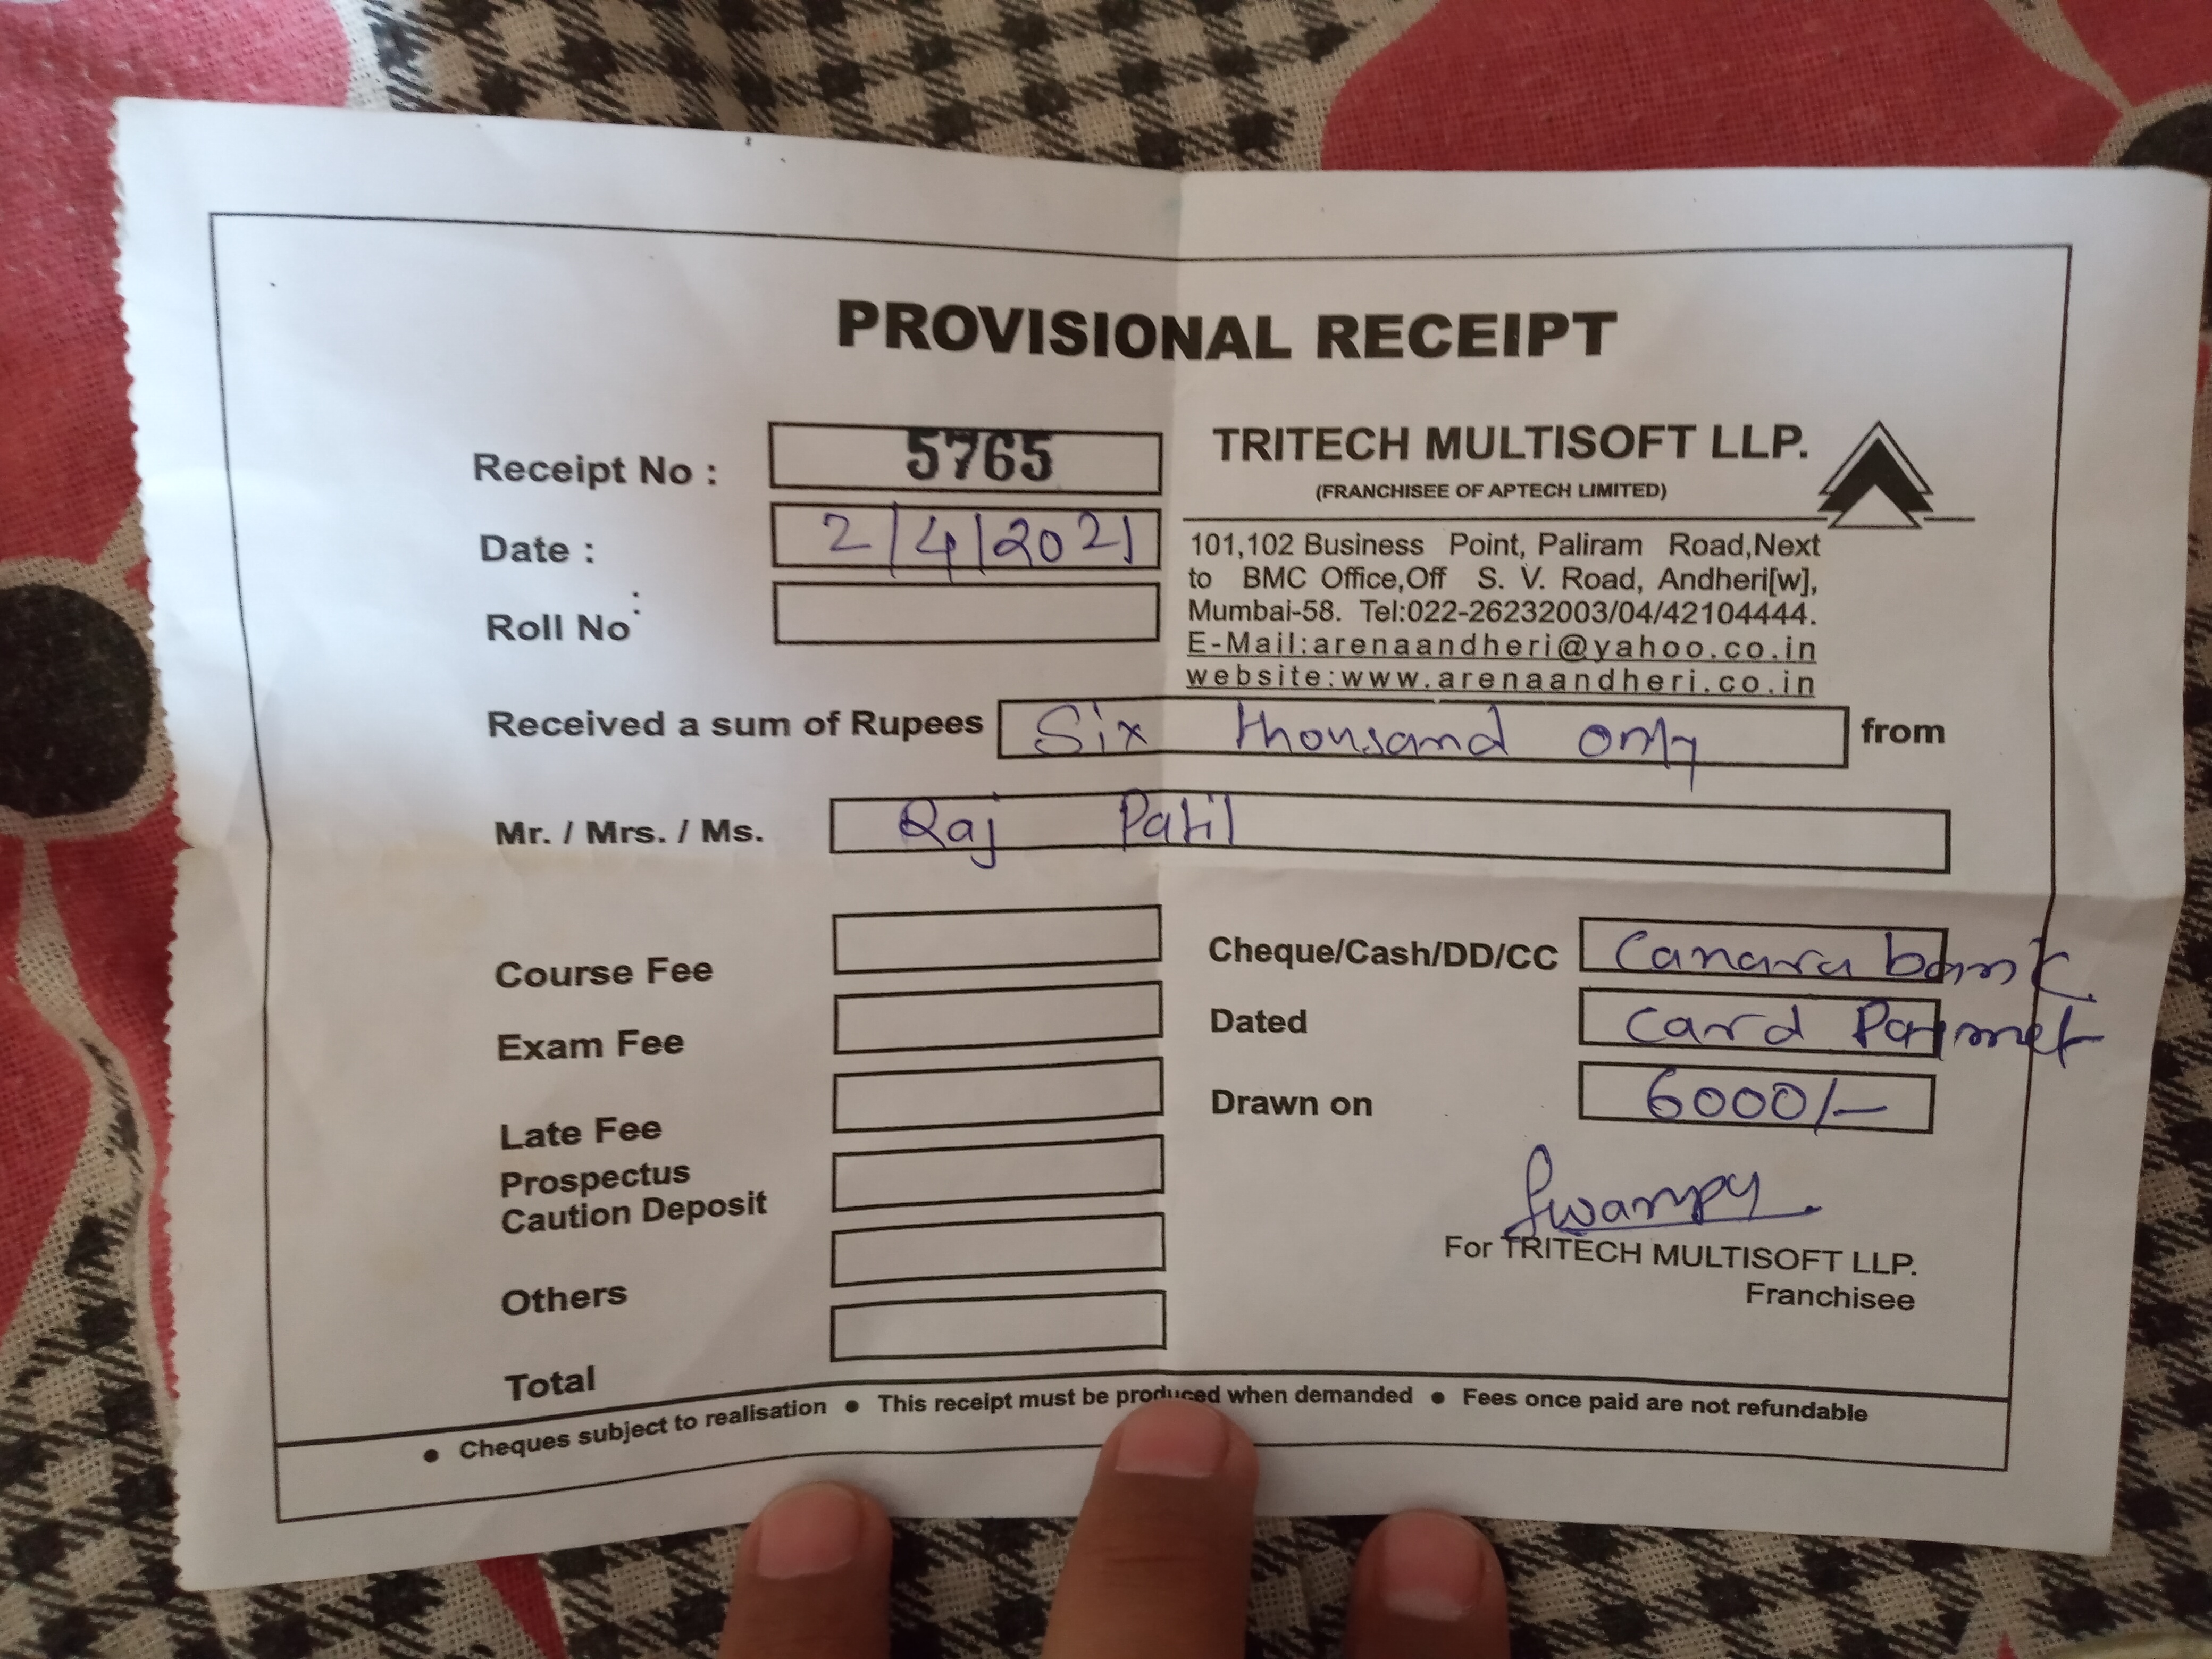 PROVISIONAL RECEIPT
Receipt No : 5765
Date : 2/4/2021
Roll No :
TRITECH MULTISOFT LLP.
(FRANCHISEE OF APTECH LIMITED)
101,102 Business Point, Paliram Road,Next
to BMC Office,Off S. V. Road, Andheri[w],
Mumbai-58. Tel:022-26232003/04/42104444.
E-Mail:arenaandheri@yahoo.co.in
website:www.arenaandheri.co.in
Received a sum of Rupees Six thousand only from
Mr. / Mrs. / Ms. Raj Patil
Course Fee
Exam Fee
Late Fee
Prospectus
Caution Deposit
Others
Total
Cheque/Cash/DD/CC Canara bank
Dated Card Paymet
Drawn on 6000/-
For TRITECH MULTISOFT LLP.
Franchisee
• Cheques subject to realisation • This receipt must be produced when demanded • Fees once paid are not refundable